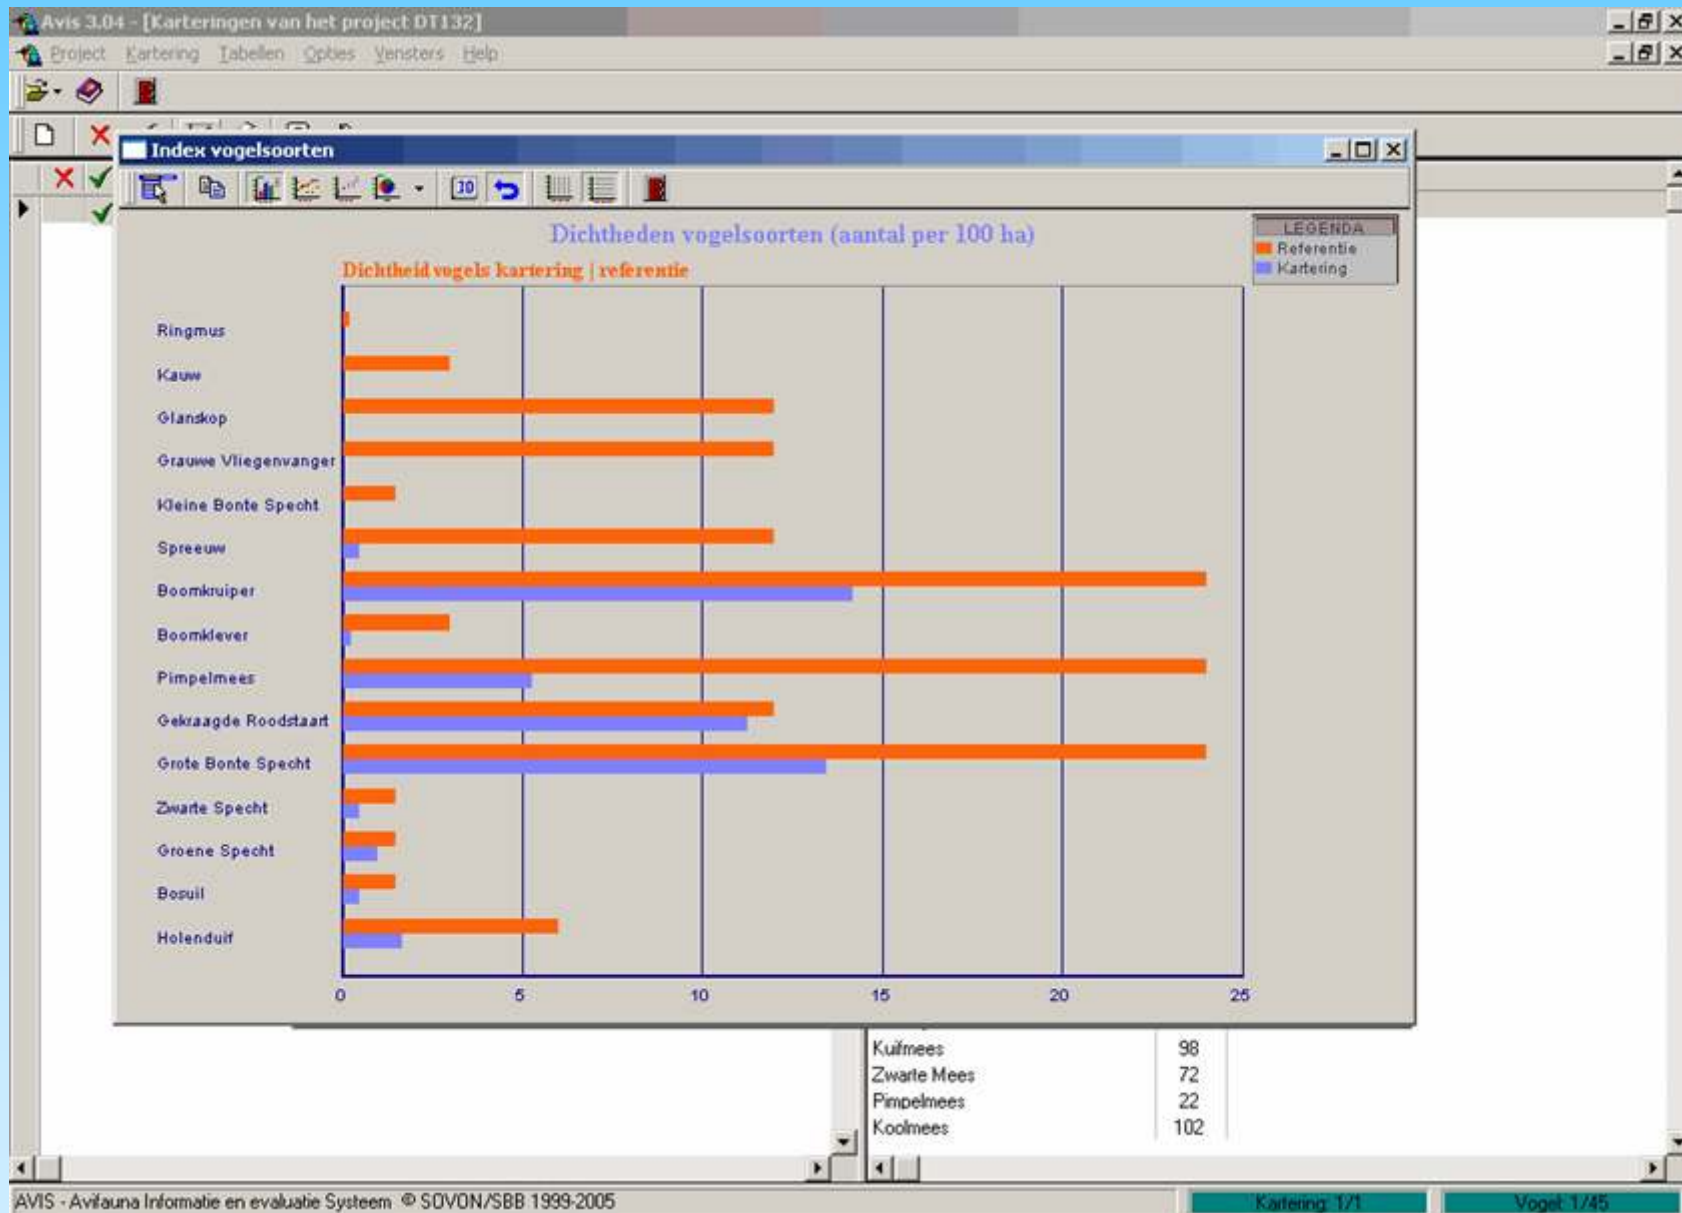 Avis 3.04 - [Karteringen van het project DT132]
Project Kartering Tabellen Opties Vensters Help
Index vogelsoorten
3D
Dichtheden vogelsoorten (aantal per 100 ha)
LEGENDA
Referentie
Kartering
Dichtheid vogels kartering | referentie
Ringmus
Kauw
Glanskop
Grauwe Vliegenvanger
Kleine Bonte Specht
Spreeuw
Boomkruiper
Boomklever
Pimpelmees
Gekraagde Roodstaart
Grote Bonte Specht
Zwarte Specht
Groene Specht
Bosuil
Holenduif
0 5 10 15 20 25
Kuifmees 98
Zwarte Mees 72
Pimpelmees 22
Koolmees 102
AVIS - Avifauna Informatie en evaluatie Systeem © SOVON/SBB 1999-2005 Kartering: 1/1 Vogel: 1/45